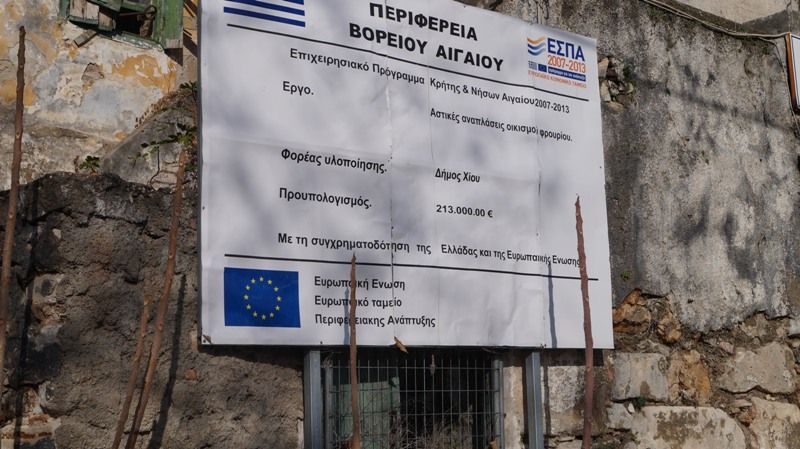 ΠΕΡΙΦΕΡΕΙΑ
ΒΟΡΕΙΟΥ ΑΙΓΑΙΟΥ
ΕΣΠΑ
2007-2013
Επιχειρησιακό Πρόγραμμα Κρήτης & Νήσων Αιγαίου 2007-2013
Εργο.
Αστικές αναπλάσεις οικισμού φρουρίου.
Φορέας υλοποίησης. Δήμος Χίου
Προυπολογισμός. 213.000.00 €
Με τη συγχρηματοδότηση της Ελλάδας και της Ευρωπαικής Ενωσης
Ευρωπαική Ενωση
Ευρωπαικό ταμείο
Περιφερειακης Ανάπτυξης